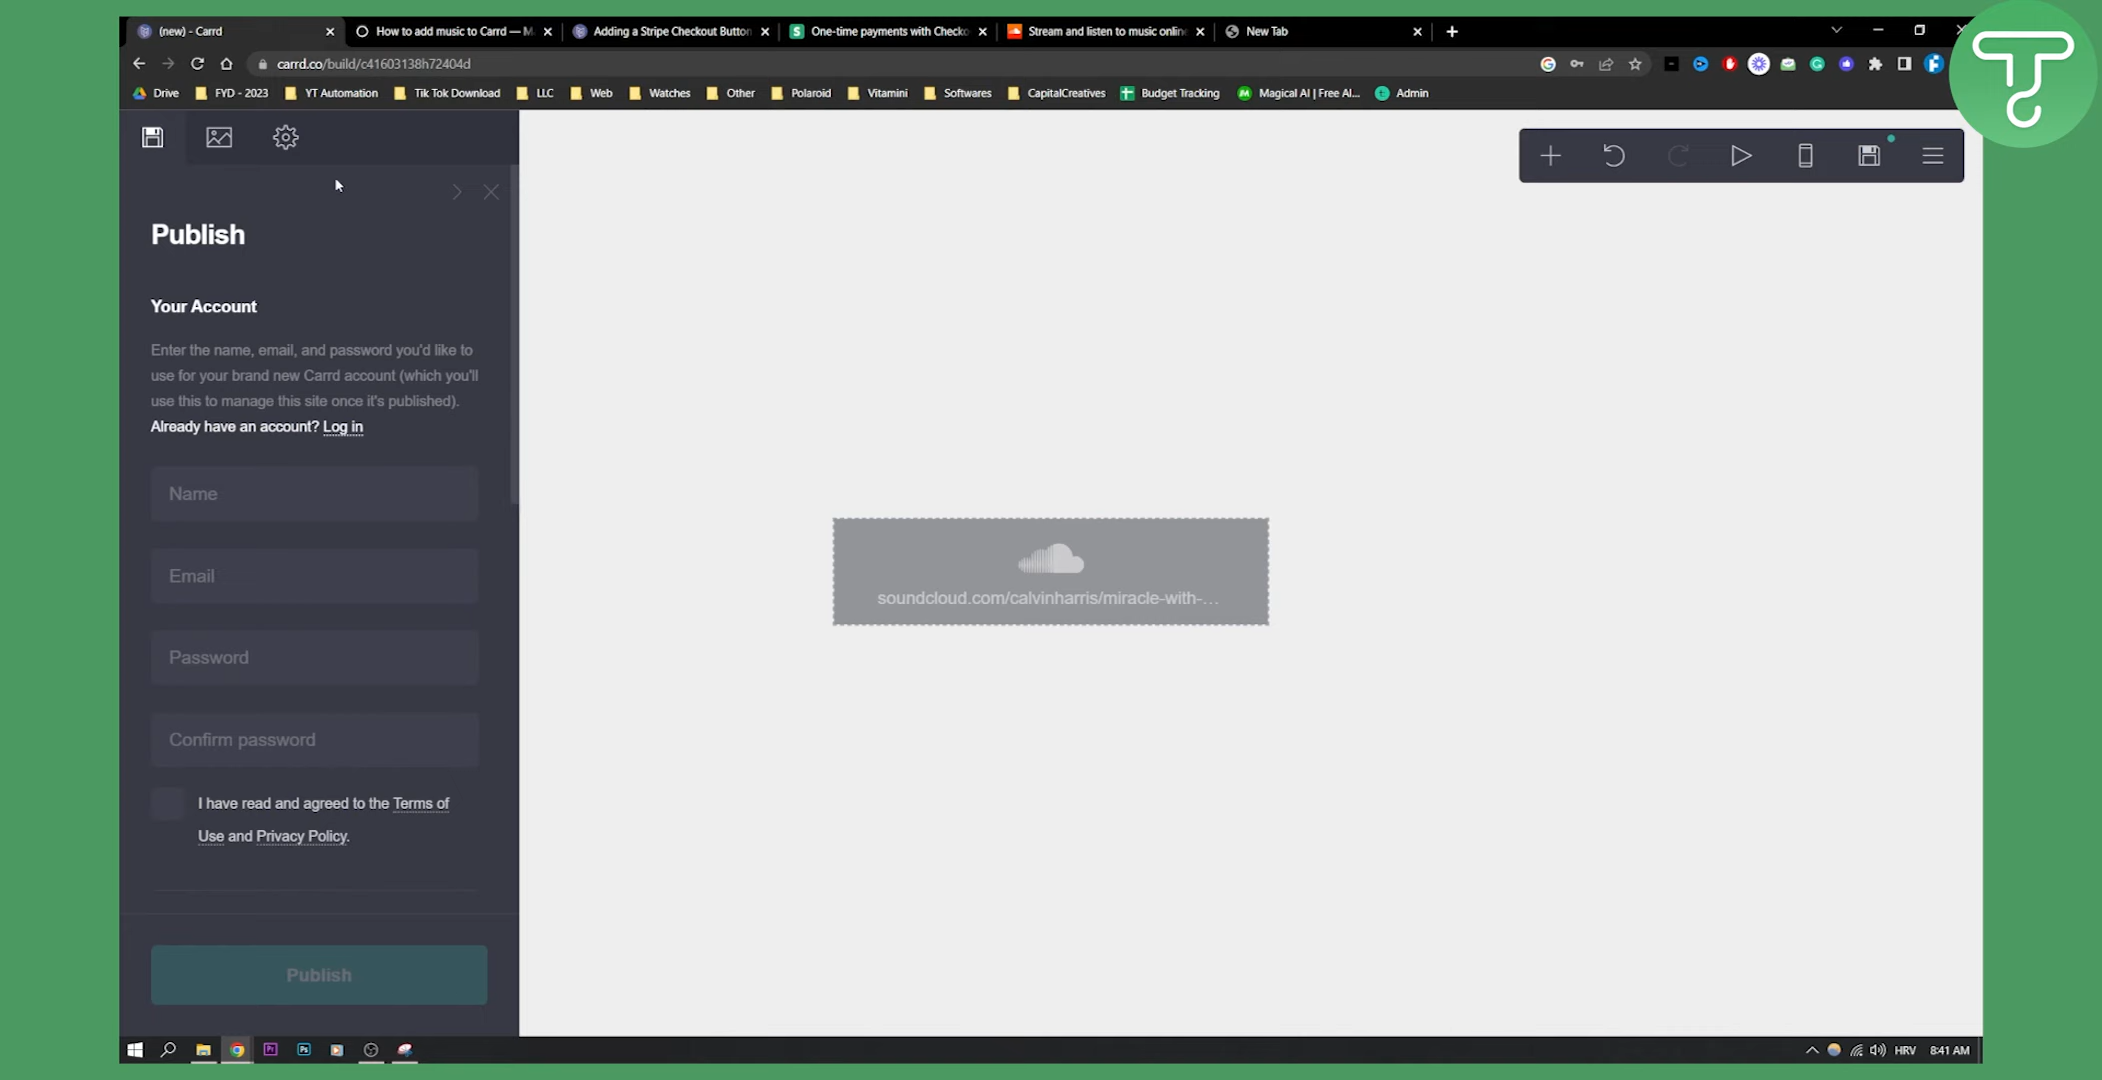 (new) - Carrd
How to add music to Carrd — M
Adding a Stripe Checkout Button
One-time payments with Checko
Stream and listen to music onlin
New Tab
carrd.co/build/c41603138h72404d
Drive
FYD - 2023
YT Automation
Tik Tok Download
LLC
Web
Watches
Other
Polaroid
Vitamini
Softwares
CapitalCreatives
Budget Tracking
Magical AI | Free AI...
Admin
Publish
Your Account
Enter the name, email, and password you'd like to
use for your brand new Carrd account (which you'll
use this to manage this site once it's published).
Already have an account? Log in
Name
Email
Password
Confirm password
I have read and agreed to the Terms of
Use and Privacy Policy.
Publish
soundcloud.com/calvinharris/miracle-with-...
Pr
Ps
HRV
8:41 AM